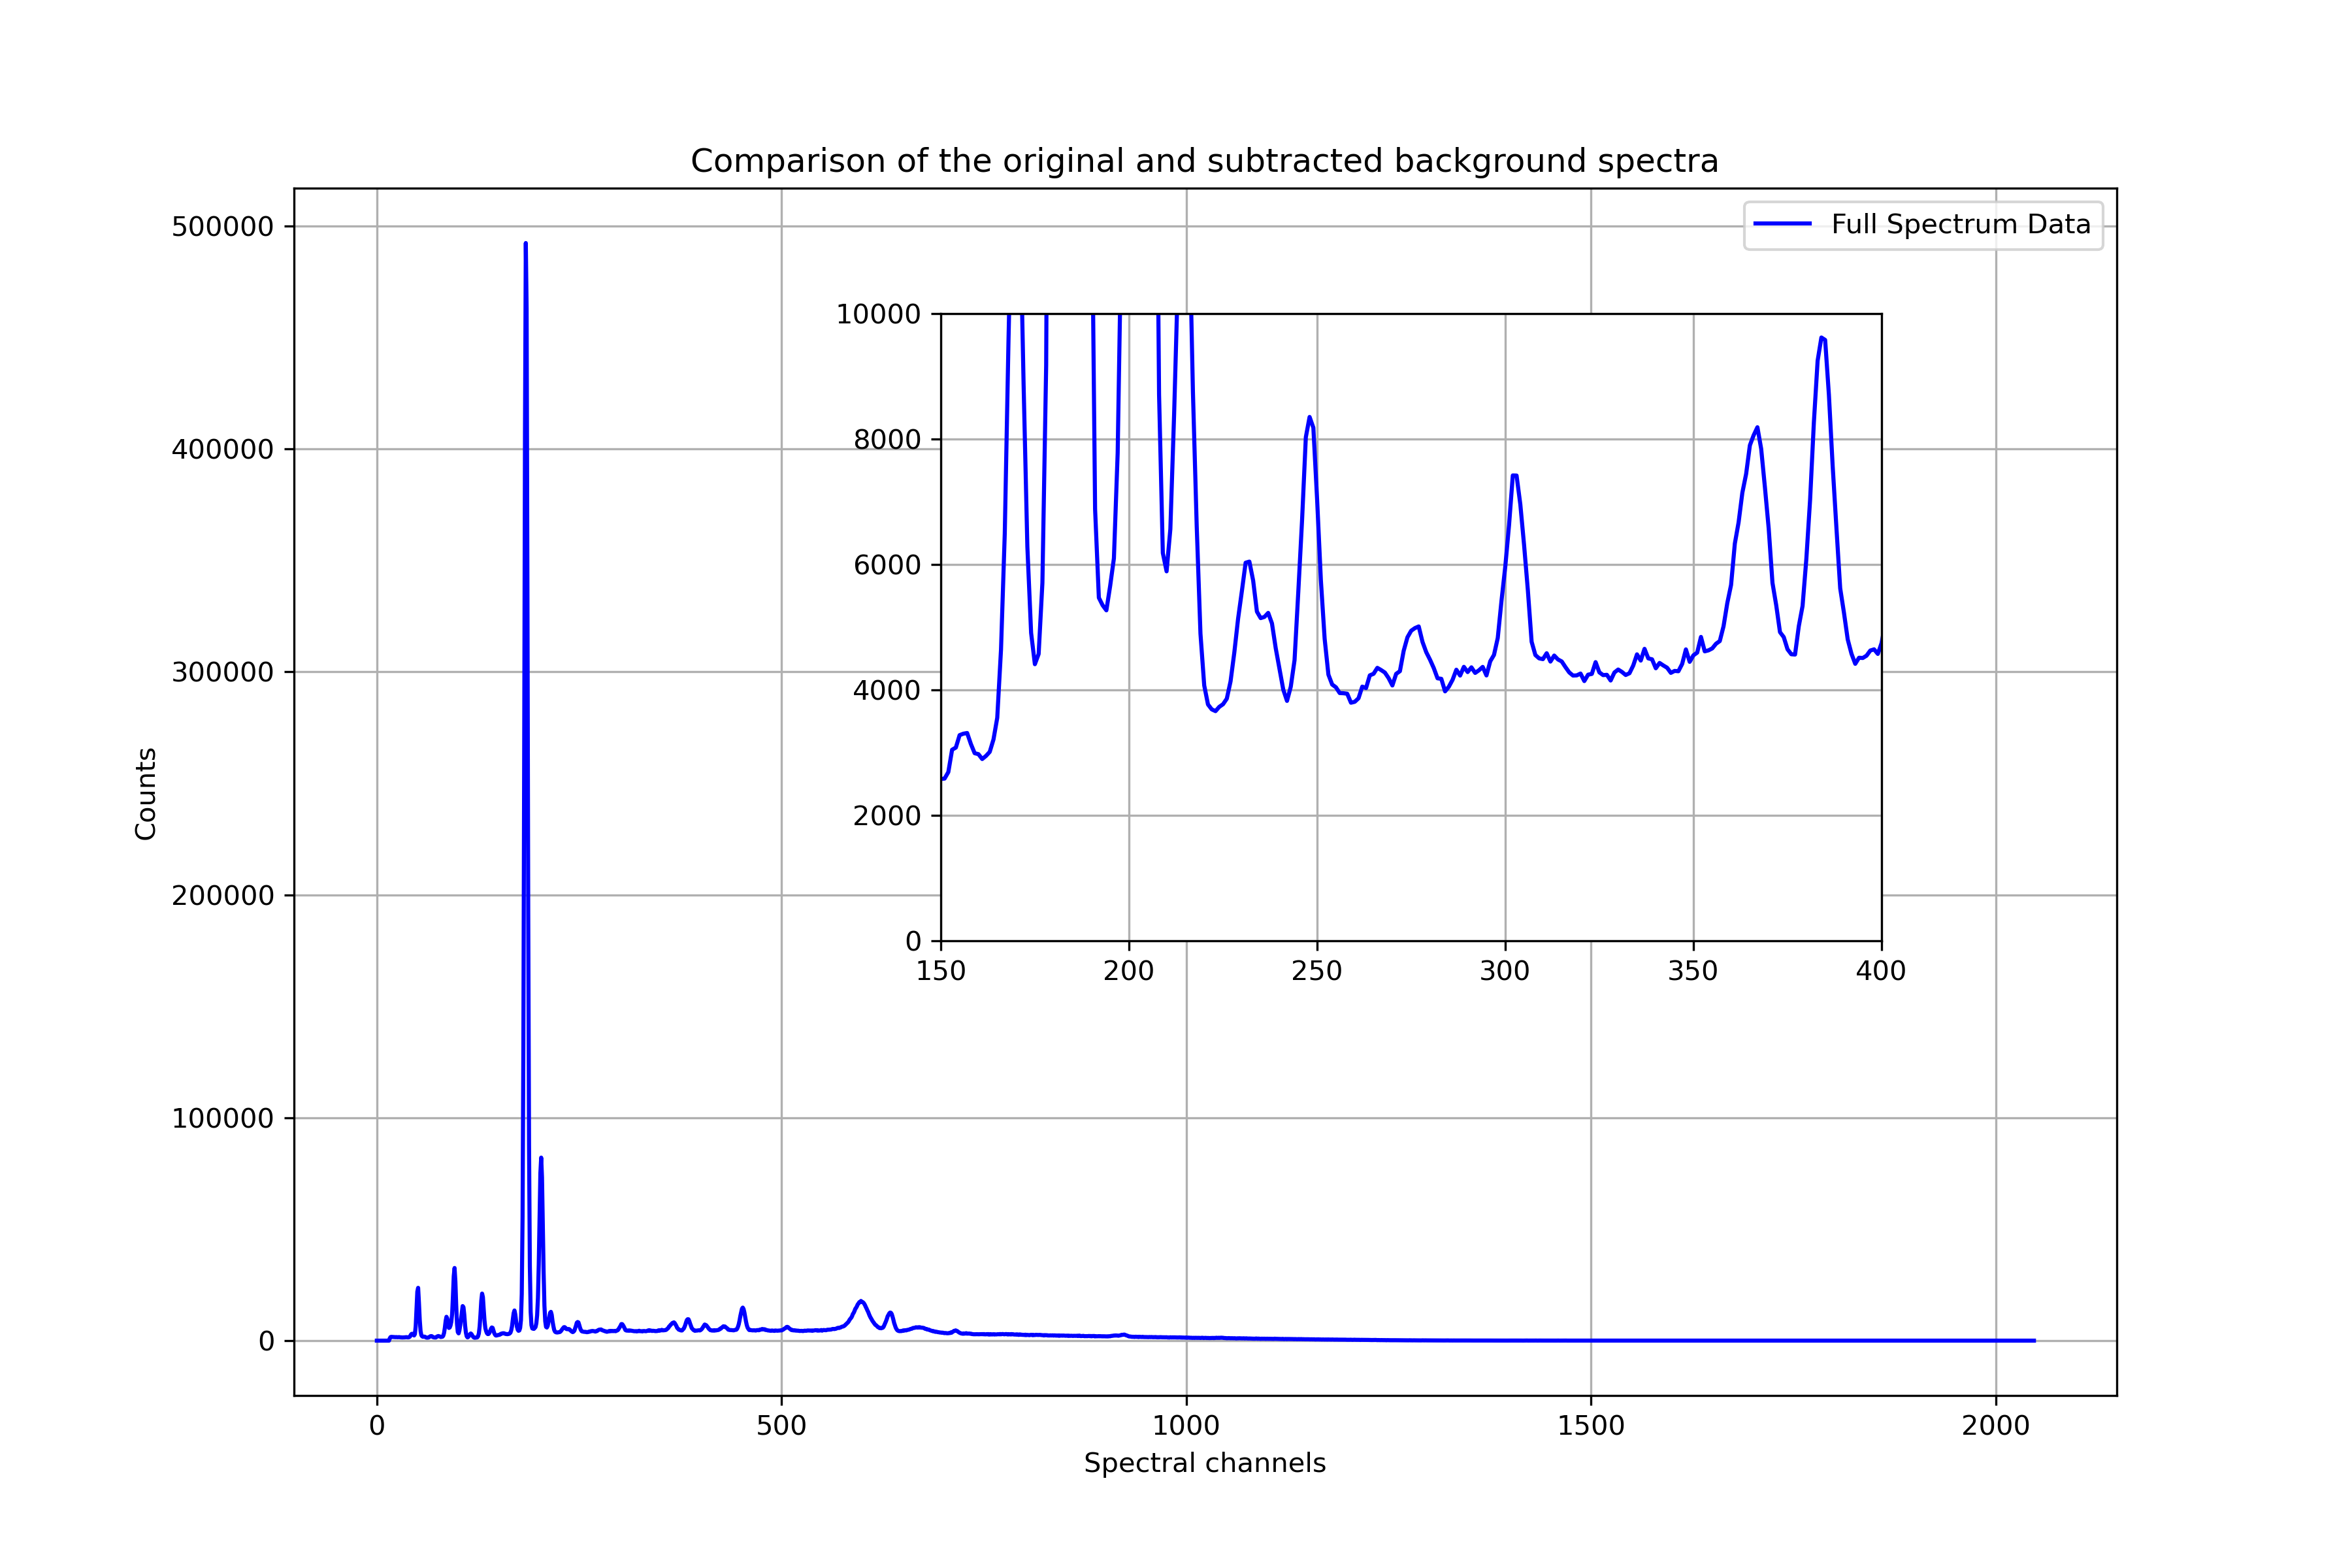 Comparison of the original and subtracted background spectra
500000
400000
300000
200000
100000
0
Counts
Full Spectrum Data
10000
8000
6000
4000
2000
0
150 200 250 300 350 400
0 500 1000 1500 2000
Spectral channels